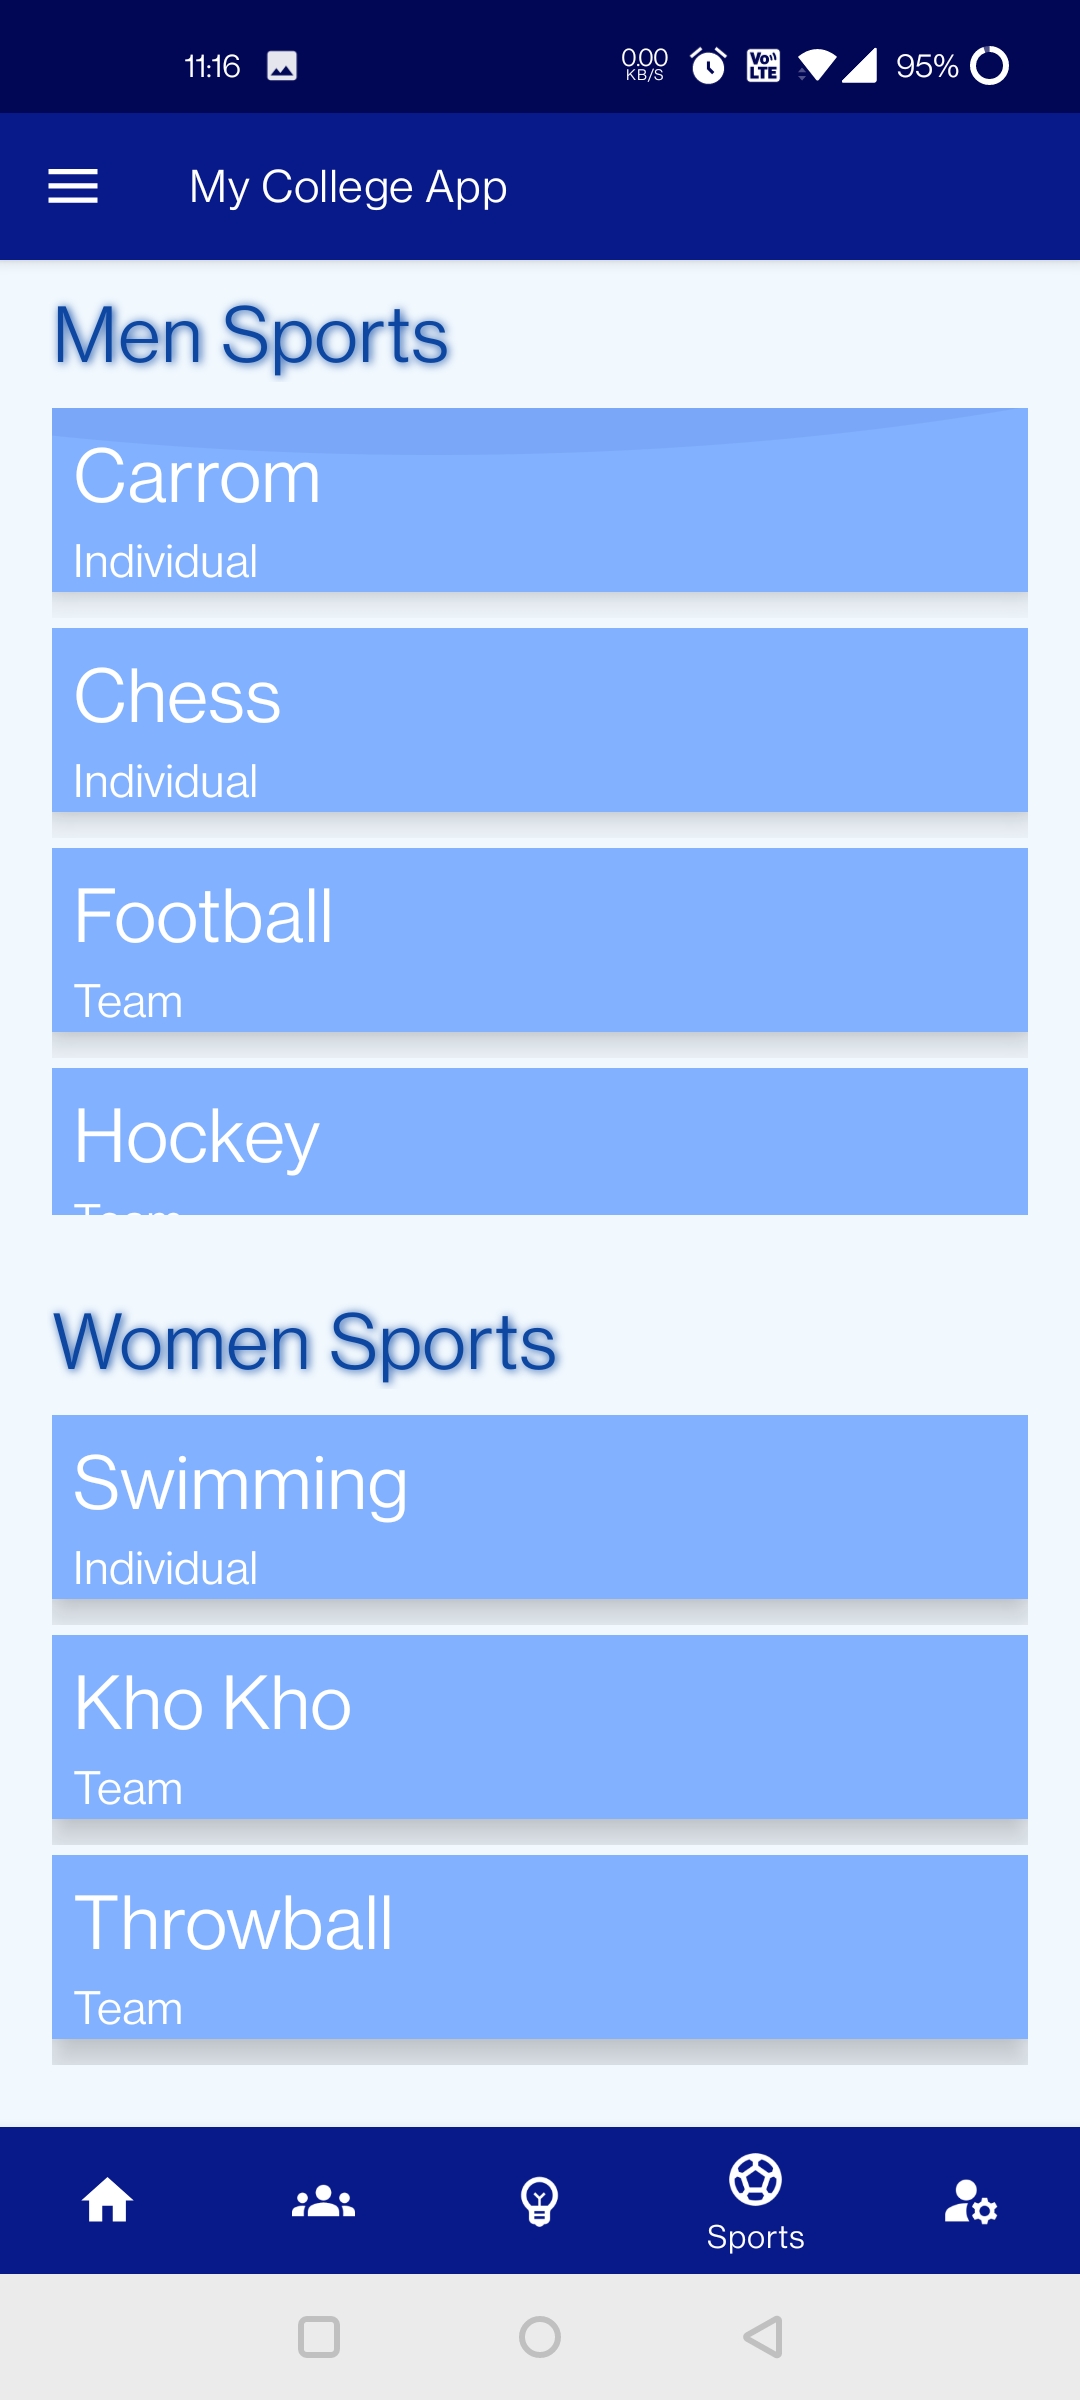 11:16
0.00
KB/S
Vo))
LTE
95%
My College App
Men Sports
Carrom
Individual
Chess
Individual
Football
Team
Hockey
Team
Women Sports
Swimming
Individual
Kho Kho
Team
Throwball
Team
Sports